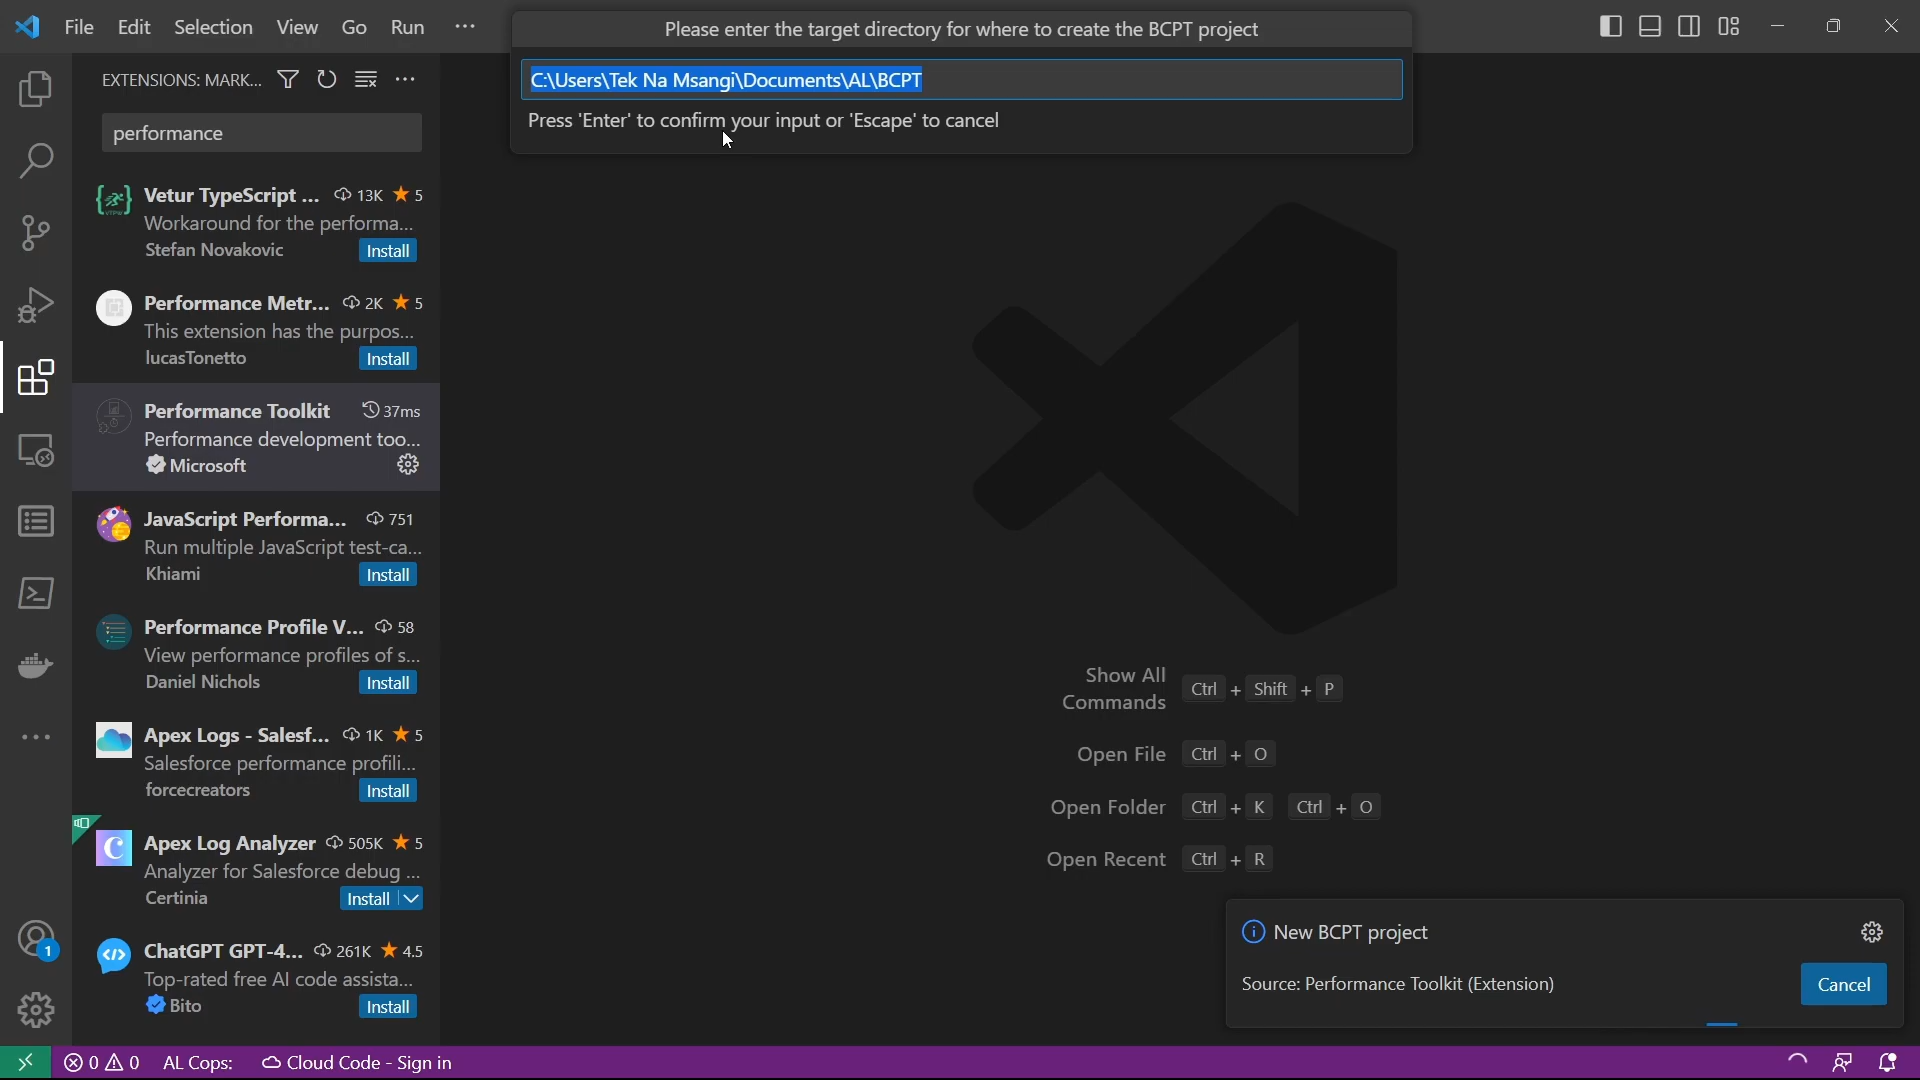 File Edit Selection View Go Run ···
Please enter the target directory for where to create the BCPT project
C:\Users\Tek Na Msangi\Documents\AL\BCPT
Press 'Enter' to confirm your input or 'Escape' to cancel
EXTENSIONS: MARK...
performance
Vetur TypeScript ... 13K 5
Workaround for the performa...
Stefan Novakovic Install
Performance Metr... 2K 5
This extension has the purpos...
lucasTonetto Install
Performance Toolkit 37ms
Performance development too...
Microsoft
JavaScript Performa... 751
Run multiple JavaScript test-ca...
Khiami Install
Performance Profile V... 58
View performance profiles of s...
Daniel Nichols Install
Apex Logs - Salesf... 1K 5
Salesforce performance profili...
forcecreators Install
Apex Log Analyzer 505K 5
Analyzer for Salesforce debug ...
Certinia Install
ChatGPT GPT-4... 261K 4.5
Top-rated free AI code assista...
Bito Install
1
Show All
Commands Ctrl + Shift + P
Open File Ctrl + O
Open Folder Ctrl + K Ctrl + O
Open Recent Ctrl + R
New BCPT project
Source: Performance Toolkit (Extension) Cancel
0 0 AL Cops: Cloud Code - Sign in